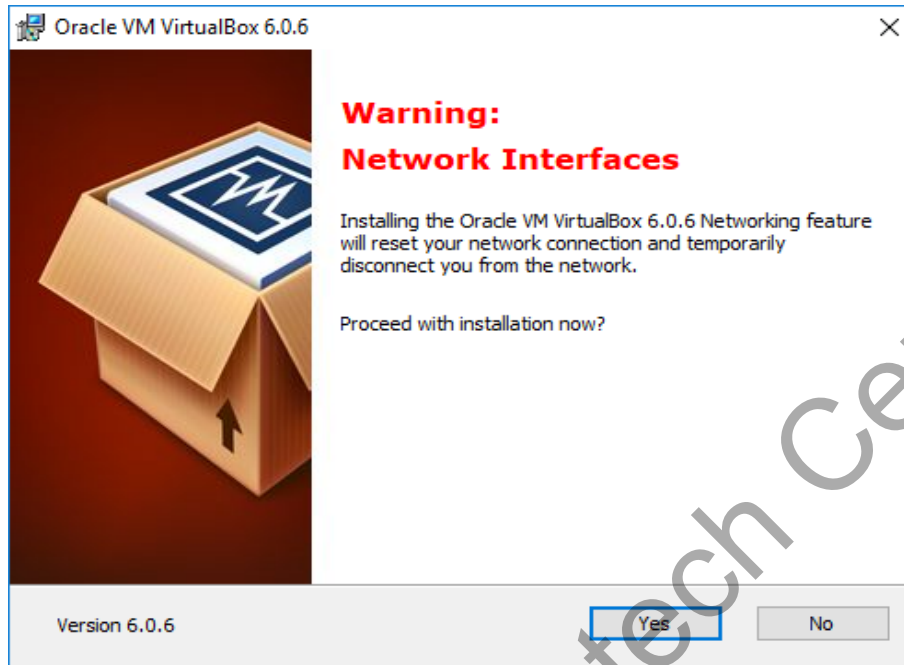 Oracle VM VirtualBox 6.0.6
Warning:
Network Interfaces
Installing the Oracle VM VirtualBox 6.0.6 Networking feature
will reset your network connection and temporarily
disconnect you from the network.
Proceed with installation now?
Version 6.0.6
Yes
No